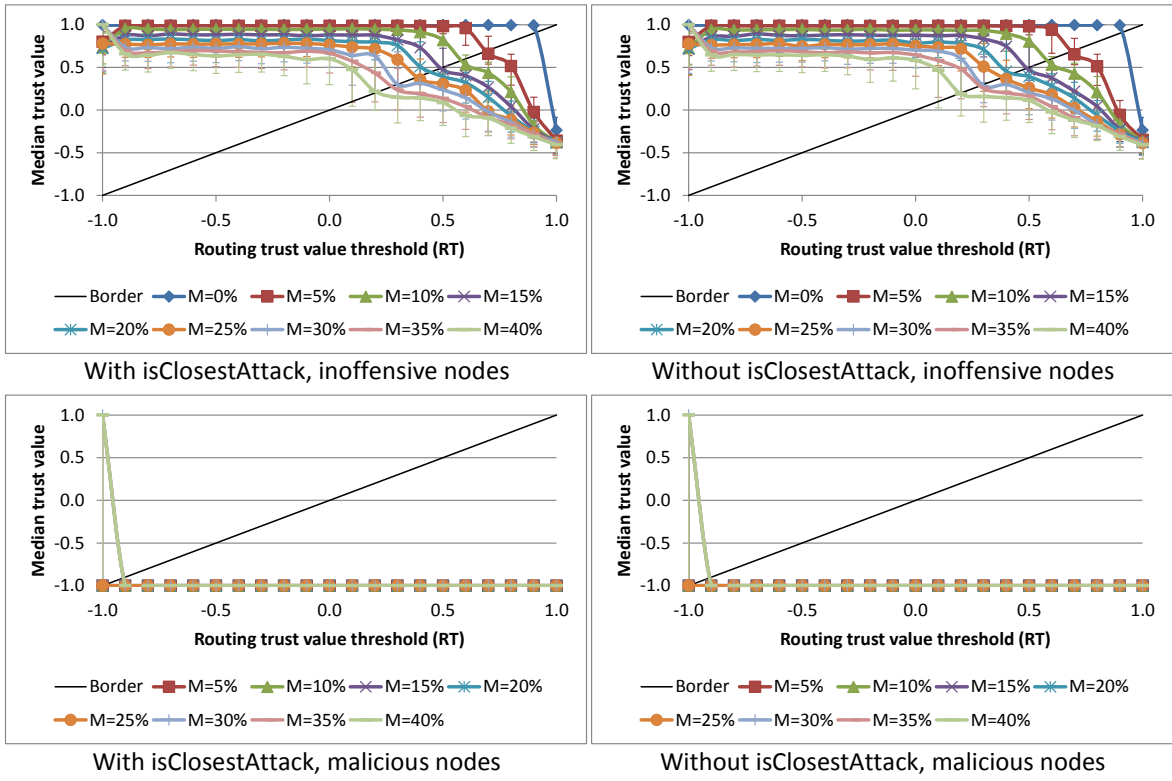 1.0
0.5
0.0
-0.5
-1.0
Median trust value
-1.0 -0.5 0.0 0.5 1.0
Routing trust value threshold (RT)
Border M=0% M=5% M=10% M=15%
M=20% M=25% M=30% M=35% M=40%
With isClosestAttack, inoffensive nodes
1.0
0.5
0.0
-0.5
-1.0
Median trust value
-1.0 -0.5 0.0 0.5 1.0
Routing trust value threshold (RT)
Border M=0% M=5% M=10% M=15%
M=20% M=25% M=30% M=35% M=40%
Without isClosestAttack, inoffensive nodes
1.0
0.5
0.0
-0.5
-1.0
Median trust value
-1.0 -0.5 0.0 0.5 1.0
Routing trust value threshold (RT)
Border M=5% M=10% M=15% M=20%
M=25% M=30% M=35% M=40%
With isClosestAttack, malicious nodes
1.0
0.5
0.0
-0.5
-1.0
Median trust value
-1.0 -0.5 0.0 0.5 1.0
Routing trust value threshold (RT)
Border M=5% M=10% M=15% M=20%
M=25% M=30% M=35% M=40%
Without isClosestAttack, malicious nodes